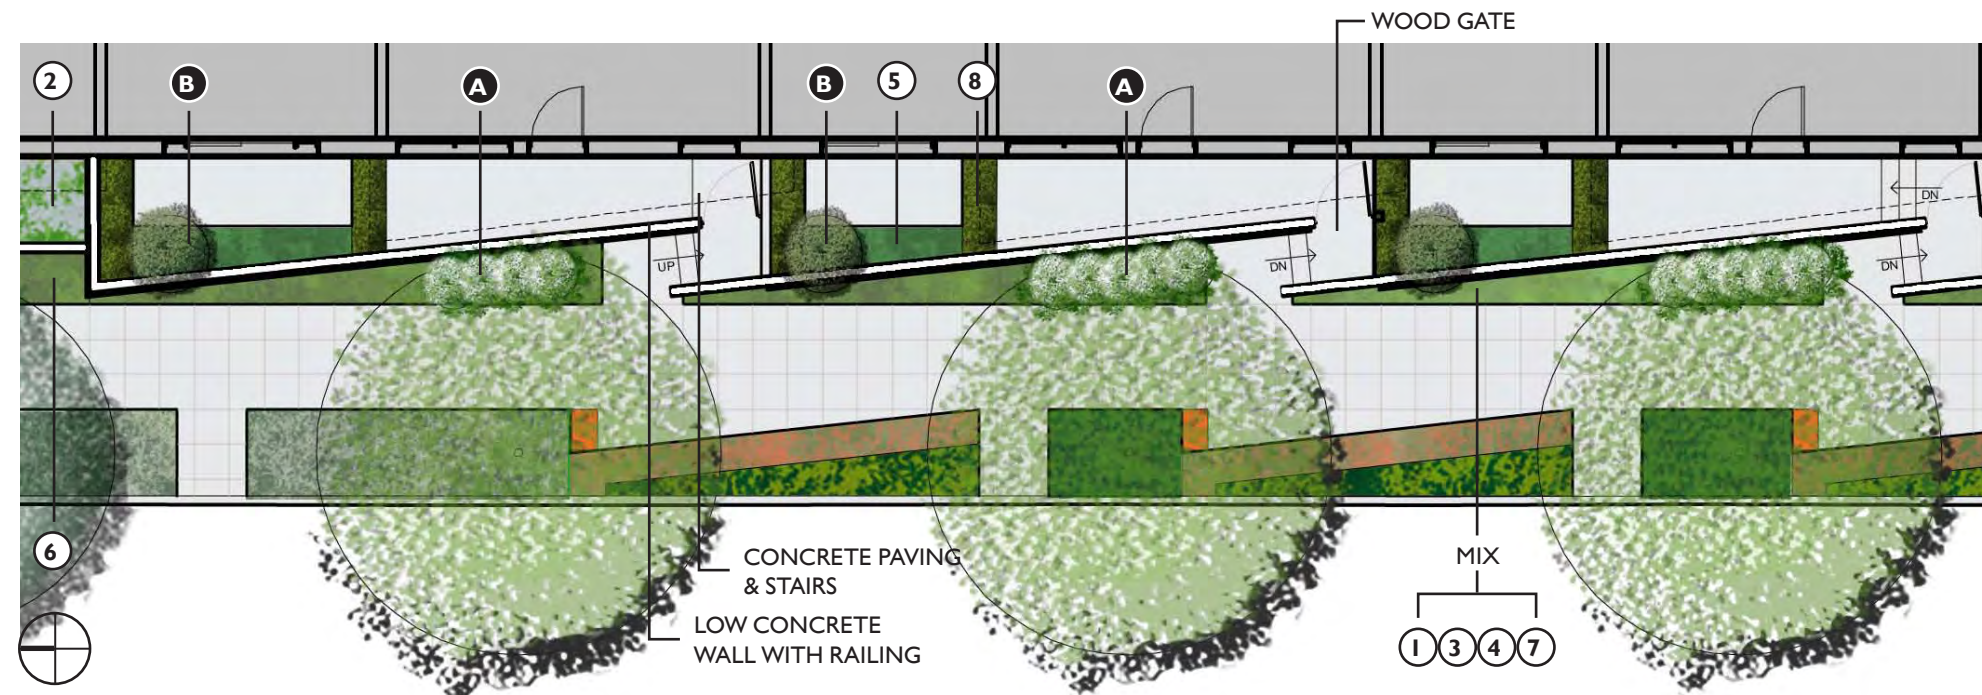 WOOD GATE
2 B A B 5 8 A
DN
UP DN DN
6
CONCRETE PAVING
& STAIRS
LOW CONCRETE
WALL WITH RAILING
MIX
1 3 4 7